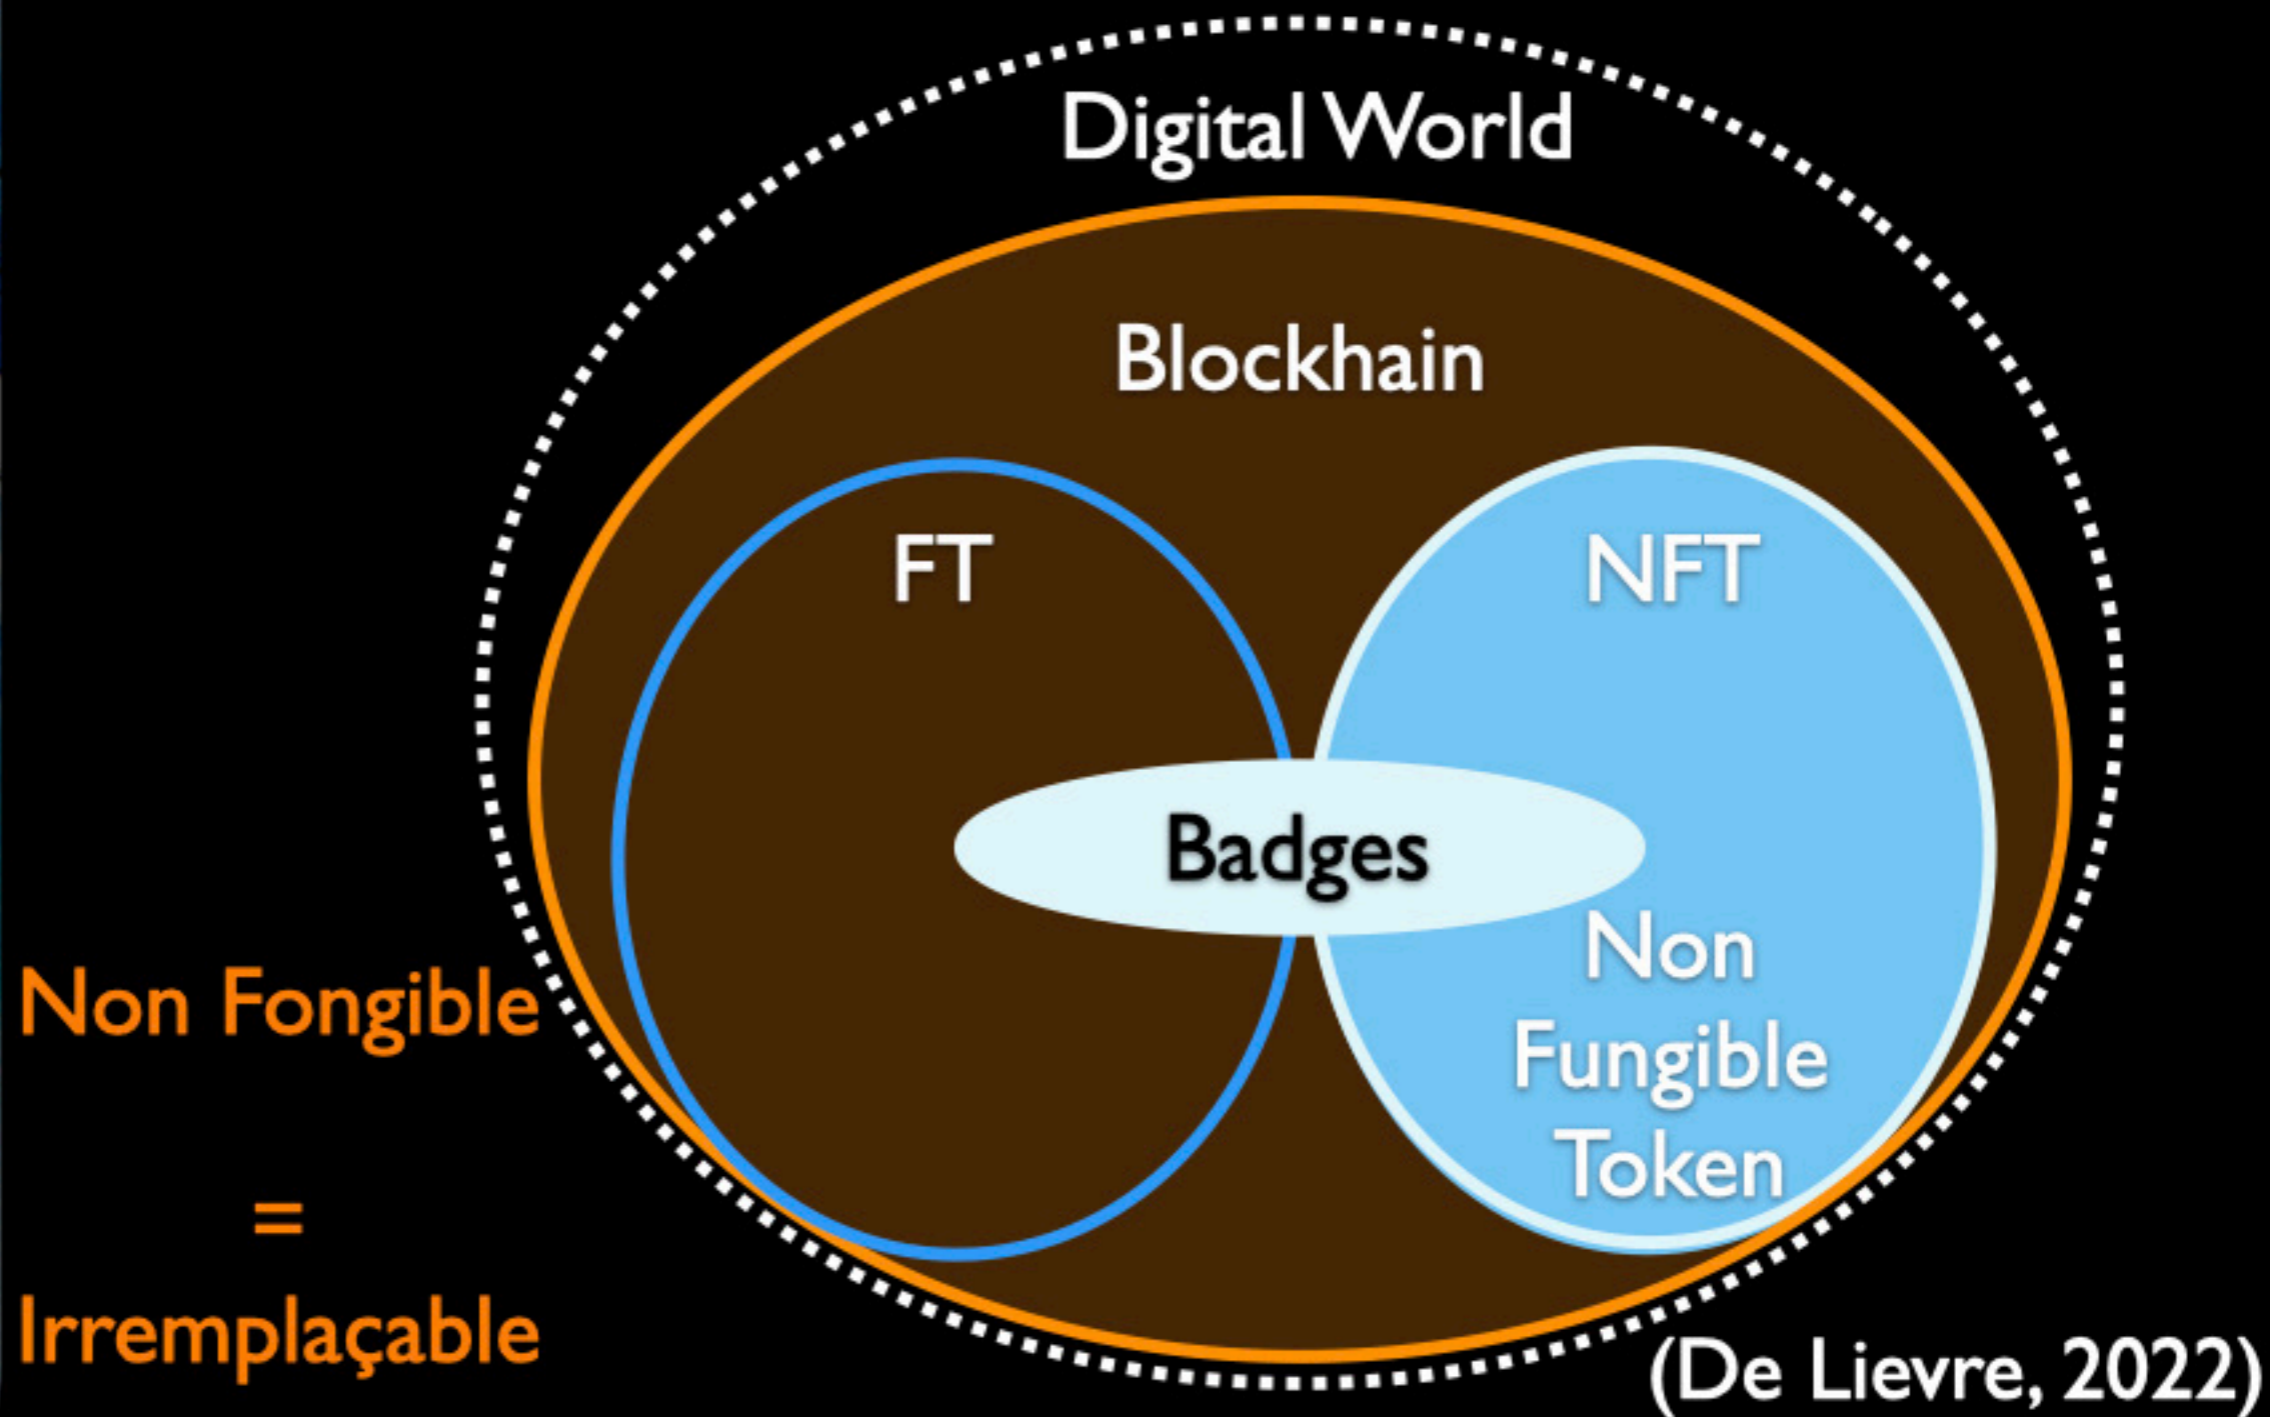 Digital World
Blockhain
FT
NFT
Badges
Non
Fungible
Token
Non Fongible
=
Irremplaçable
(De Lievre, 2022)